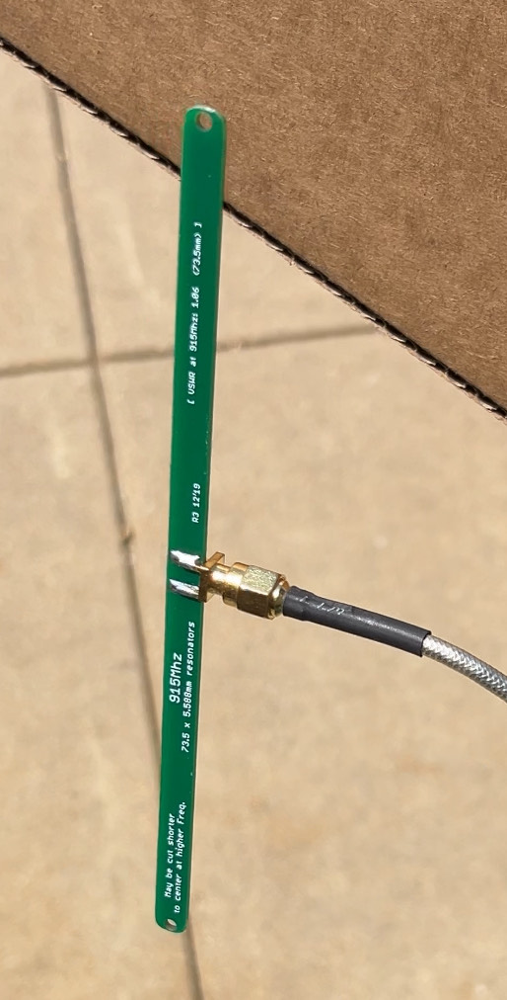 [ VSWR at 915Mhz: 1.06 (73.5mm) ]
R3 12'19
915Mhz
73.5 x 5.588mm resonators
May be cut shorter
to center at higher Freq.